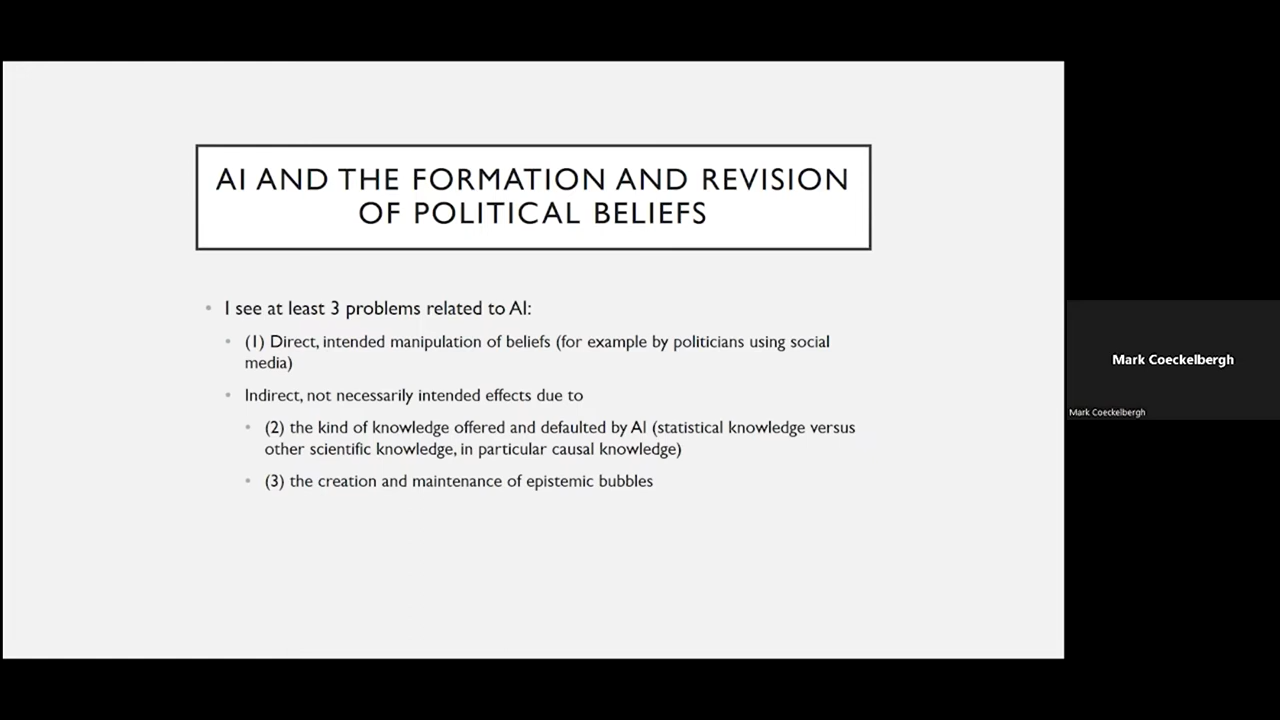 AI AND THE FORMATION AND REVISION
OF POLITICAL BELIEFS
• I see at least 3 problems related to AI:
• (1) Direct, intended manipulation of beliefs (for example by politicians using social
media)
• Indirect, not necessarily intended effects due to
• (2) the kind of knowledge offered and defaulted by AI (statistical knowledge versus
other scientific knowledge, in particular causal knowledge)
• (3) the creation and maintenance of epistemic bubbles
Mark Coeckelbergh
Mark Coeckelbergh